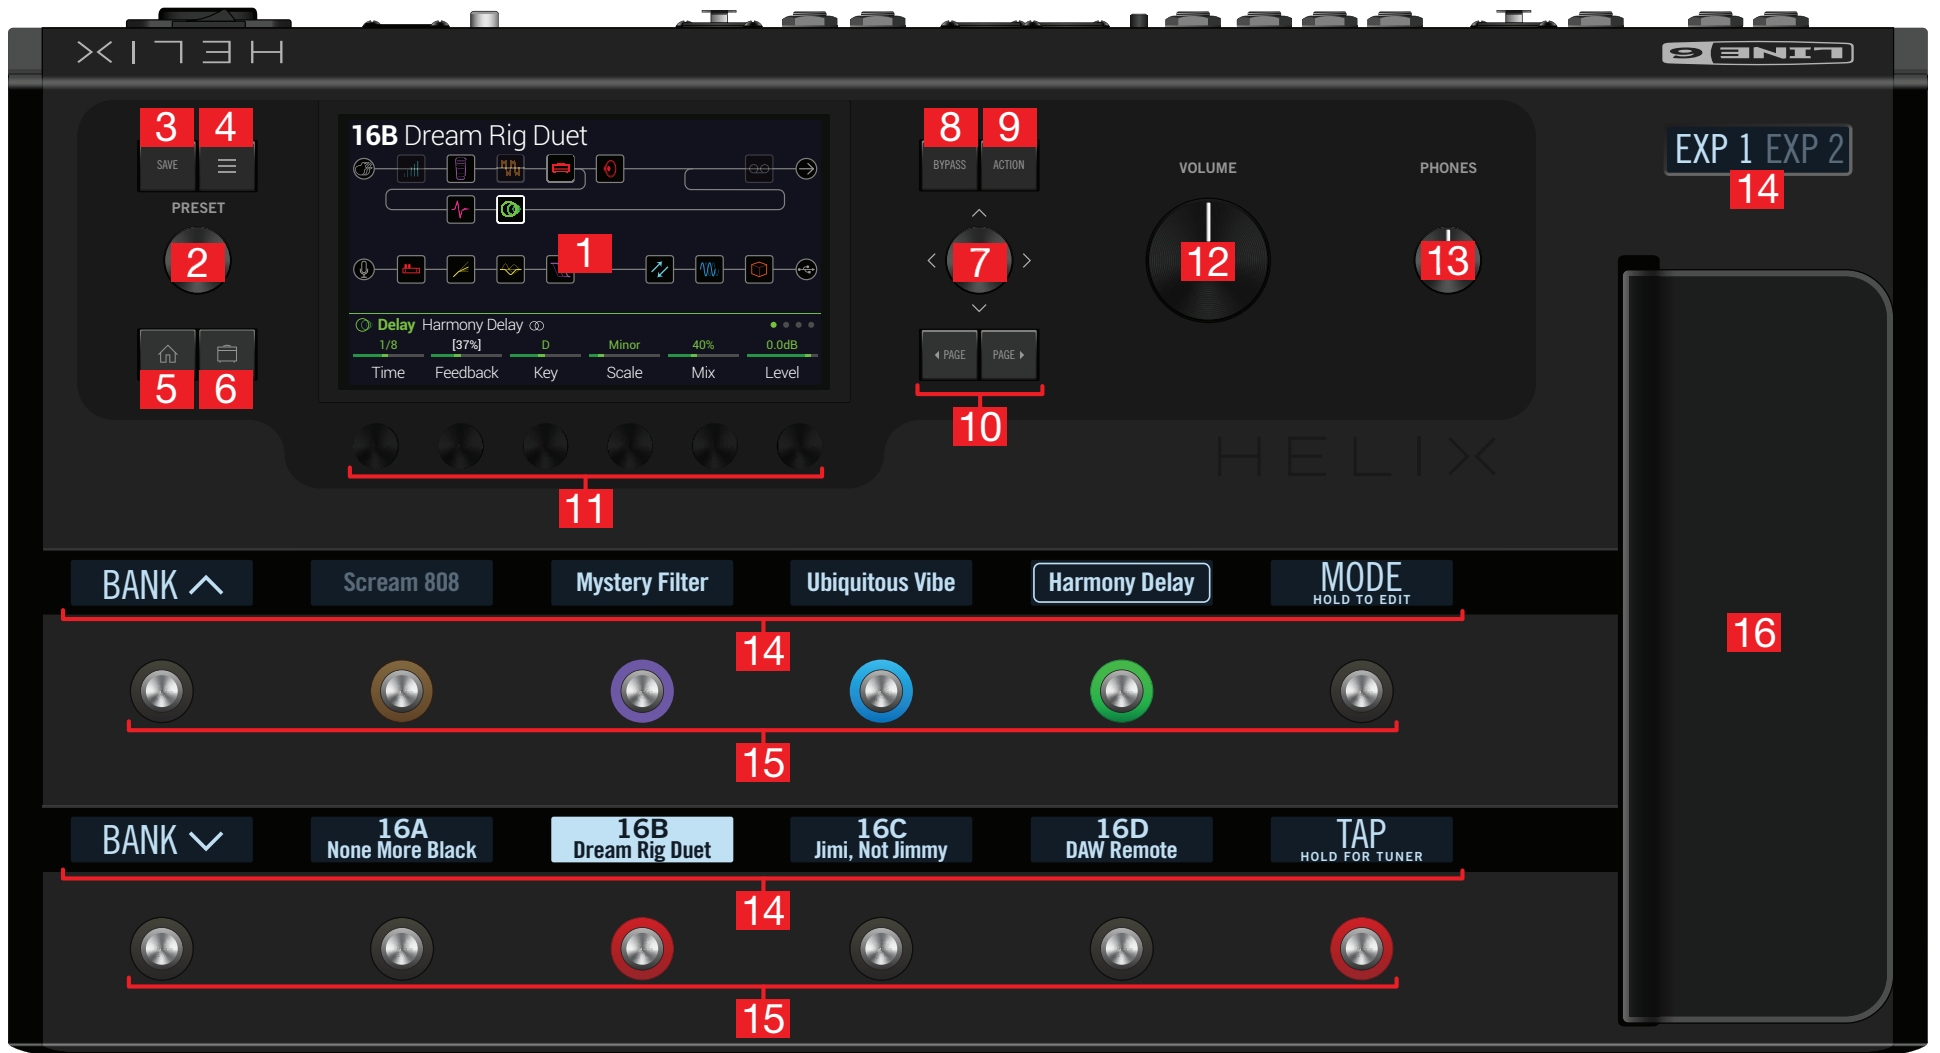 HELIX
LINE 6
3
4
SAVE
PRESET
2
5
6
16B Dream Rig Duet
1
Delay Harmony Delay
1/8 [37%] D Minor 40% 0.0dB
Time Feedback Key Scale Mix Level
11
8
9
BYPASS
ACTION
7
PAGE
PAGE
10
VOLUME
12
PHONES
13
EXP 1 EXP 2
14
HELIX
BANK
Scream 808
Mystery Filter
Ubiquitous Vibe
Harmony Delay
MODE
HOLD TO EDIT
14
15
16
BANK
16A
None More Black
16B
Dream Rig Duet
16C
Jimi, Not Jimmy
16D
DAW Remote
TAP
HOLD FOR TUNER
14
15